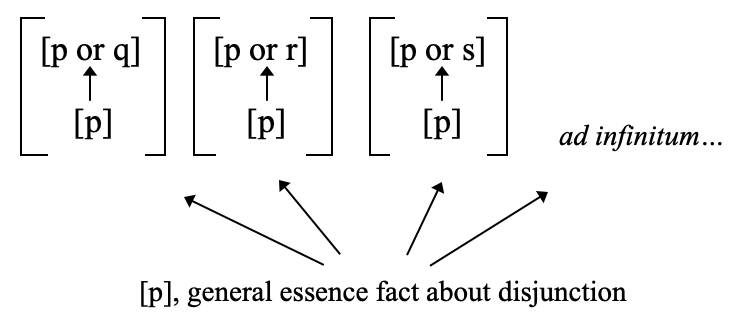 [p or q] [p or r] [p or s]
[p] [p] [p]
ad infinitum...
[p], general essence fact about disjunction